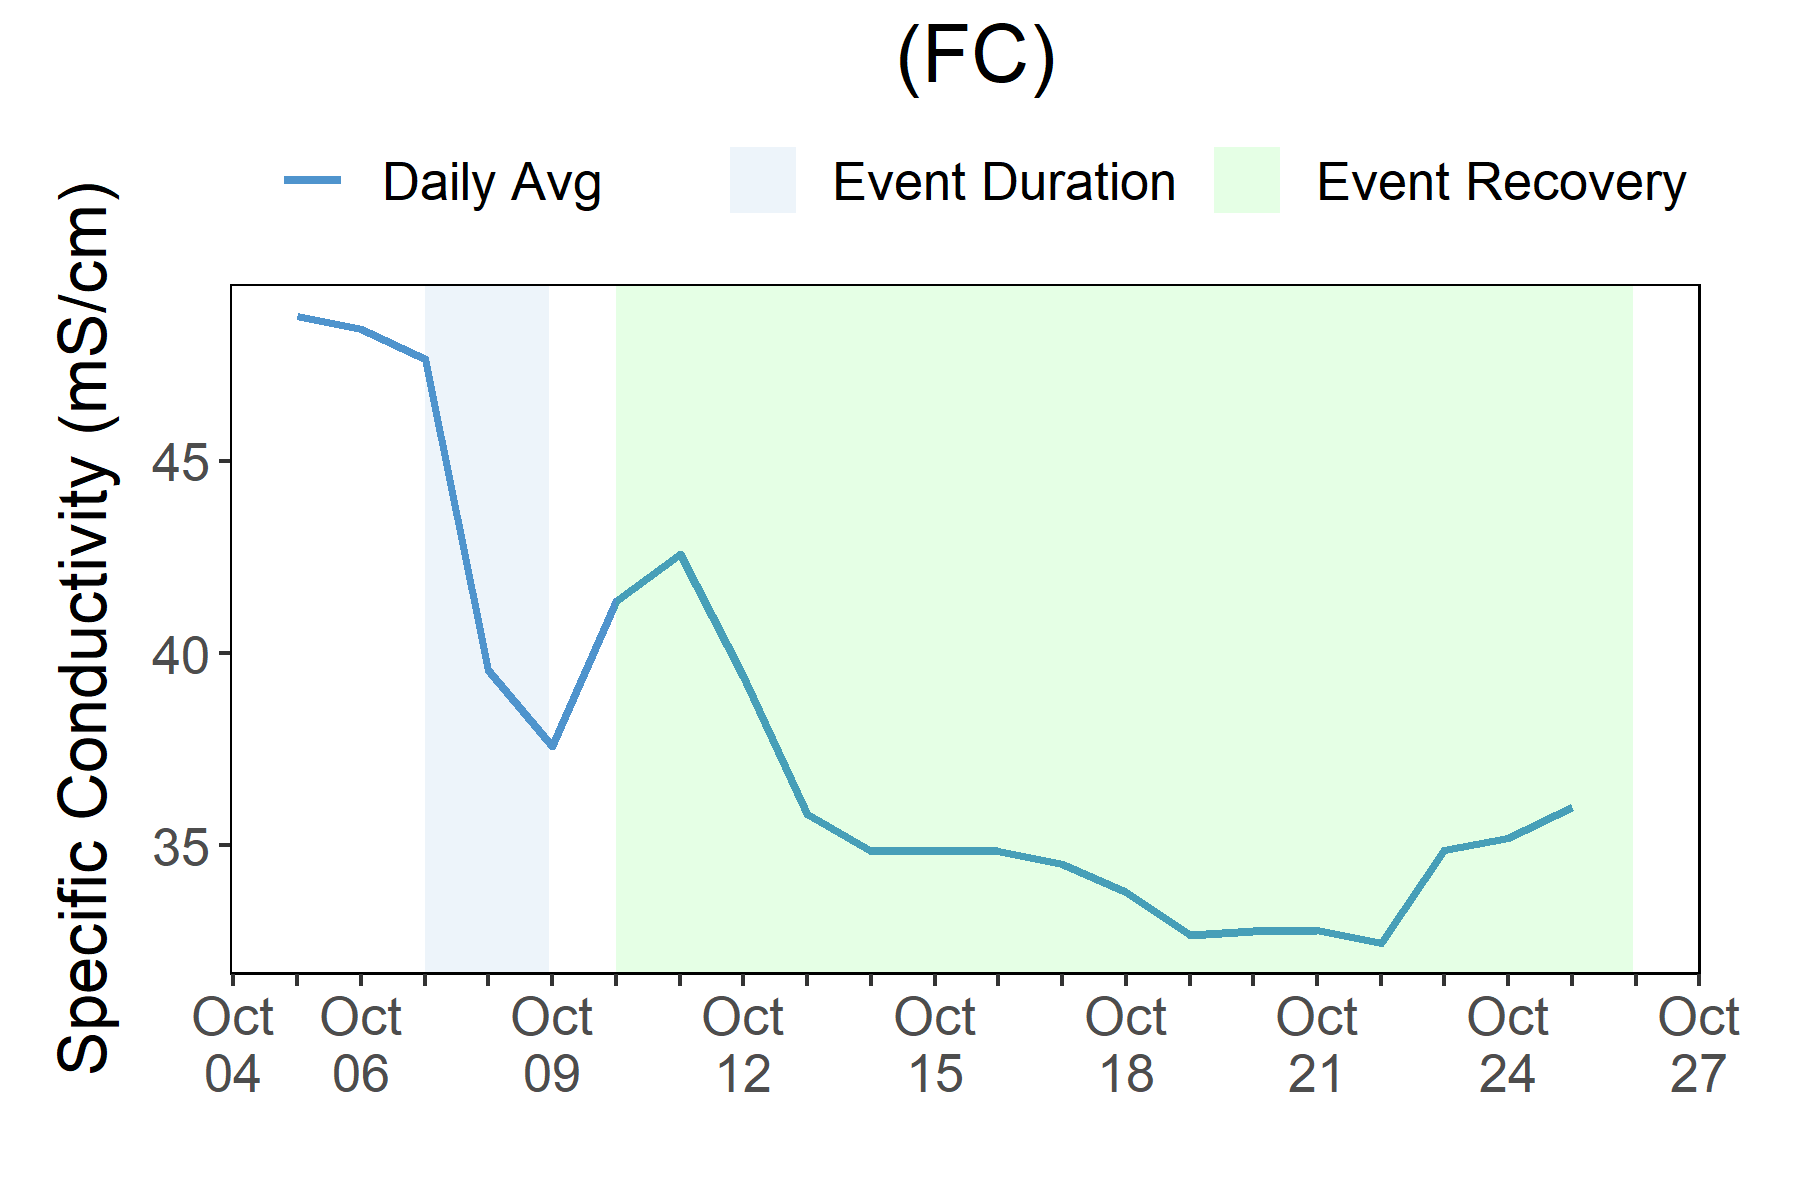 (FC)
Daily Avg
Event Duration
Event Recovery
Specific Conductivity (mS/cm)
45
40
35
Oct 04
Oct 06
Oct 09
Oct 12
Oct 15
Oct 18
Oct 21
Oct 24
Oct 27